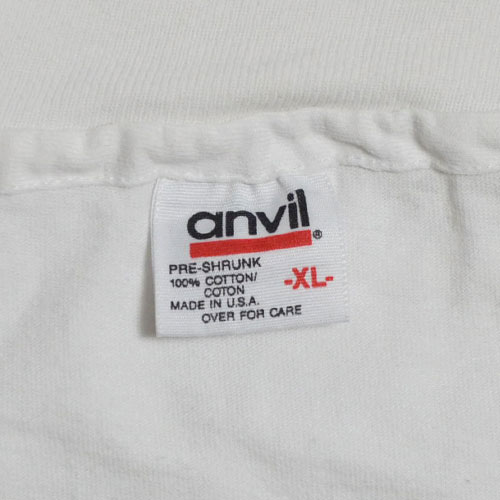 anvil®
PRE-SHRUNK
100% COTTON/
COTON
-XL-
MADE IN U.S.A.
OVER FOR CARE